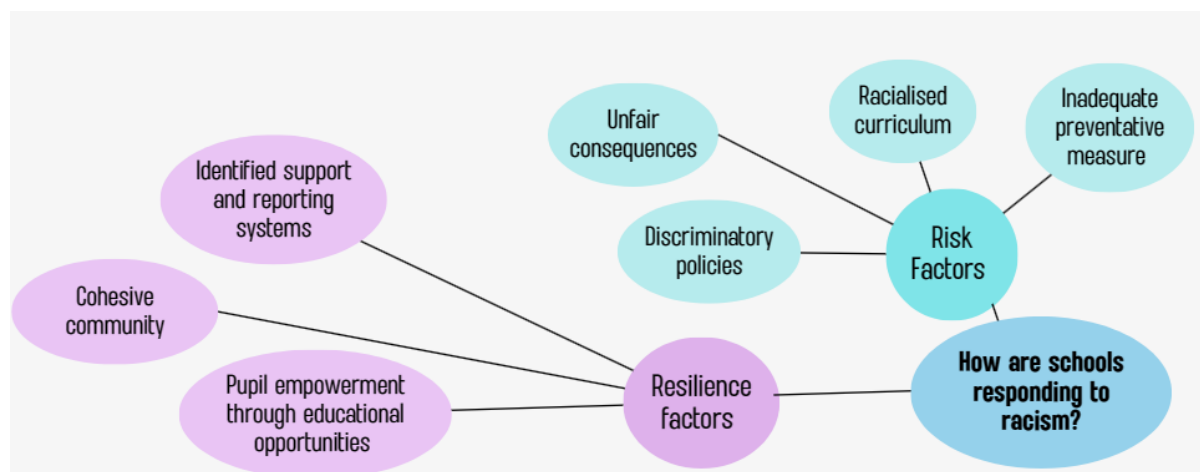 Unfair
consequences
Racialised
curriculum
Inadequate
preventative
measure
Identified support
and reporting
systems
Discriminatory
policies
Risk
Factors
Cohesive
community
Pupil empowerment
through educational
opportunities
Resilience
factors
How are schools
responding to
racism?